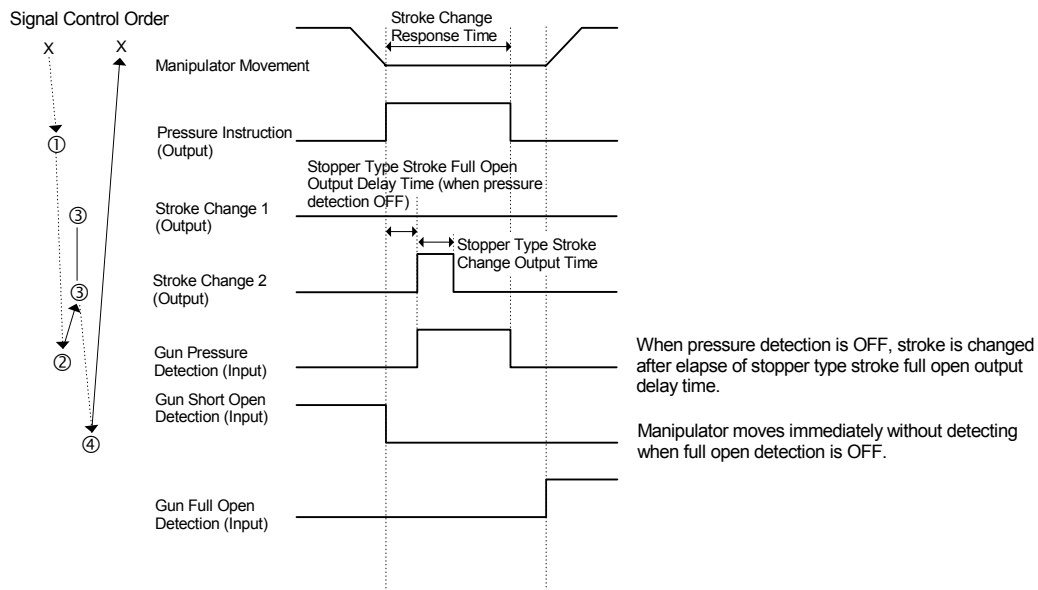 Signal Control Order
X
X
①
③
③
②
④
Manipulator Movement
Stroke Change
Response Time
Pressure Instruction
(Output)
Stopper Type Stroke Full Open
Output Delay Time (when pressure
detection OFF)
Stroke Change 1
(Output)
Stopper Type Stroke
Change Output Time
Stroke Change 2
(Output)
Gun Pressure
Detection (Input)
Gun Short Open
Detection (Input)
Gun Full Open
Detection (Input)
When pressure detection is OFF, stroke is changed
after elapse of stopper type stroke full open output
delay time.
Manipulator moves immediately without detecting
when full open detection is OFF.